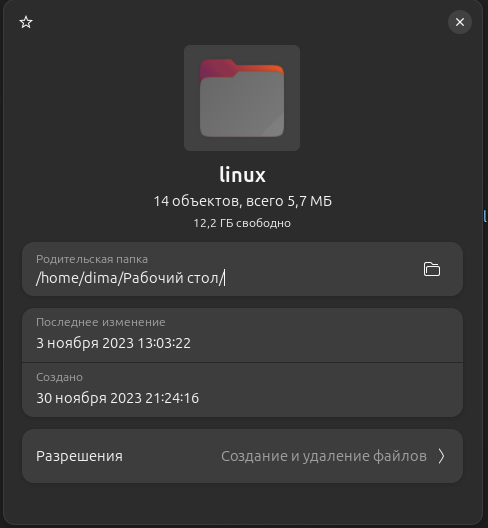 linux
14 объектов, всего 5,7 МБ
12,2 ГБ свободно
Родительская папка
/home/dima/Рабочий стол/
Последнее изменение
3 ноября 2023 13:03:22
Создано
30 ноября 2023 21:24:16
Разрешения Создание и удаление файлов